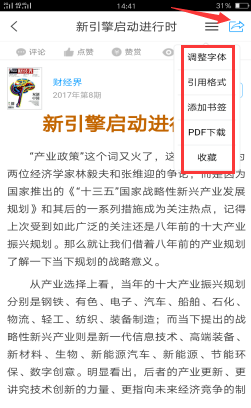 14:41
31%
新引擎启动进行时
评论
点赞
赞赏
调整字体
引用格式
添加书签
PDF下载
收藏
财经界
2017年第6期
新引擎启动进行
“产业政策”这个词又火了,这
两位经济学家林毅夫和张维迎的争论,而是因为
国家推出的《“十三五”国家战略性新兴产业发展
规划》和其后的一系列措施成为关注热点,记得
上次受到如此广泛的关注还是八年前的十大产业
振兴规划。那么就让我们借着八年前的产业规划
了解一下当下规划的战略意义。
从产业选择上看,当年的十大产业振兴规划
分别是钢铁、有色、电子、汽车、船舶、石化、
物流、轻工、纺织、装备制造;而当下提出的战
略性新兴产业则是新一代信息技术、高端装备、
新材料、生物、新能源汽车、新能源、节能环
保、数字创意。明显看出,后者的产业更新、更
讲究技术创新的力量、更指向未来经济竞争的制